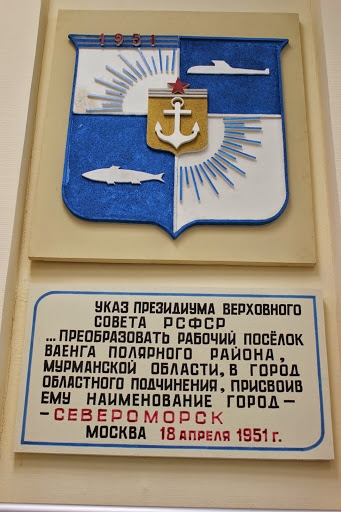 1951
УКАЗ ПРЕЗИДИУМА ВЕРХОВНОГО
СОВЕТА РСФСР
...ПРЕОБРАЗОВАТЬ РАБОЧИЙ ПОСЁЛОК
ВАЕНГА ПОЛЯРНОГО РАЙОНА,
МУРМАНСКОЙ ОБЛАСТИ, В ГОРОД
ОБЛАСТНОГО ПОДЧИНЕНИЯ, ПРИСВОИВ
ЕМУ НАИМЕНОВАНИЕ ГОРОД—
-СЕВЕРОМОРСК
МОСКВА 18 АПРЕЛЯ 1951 г.